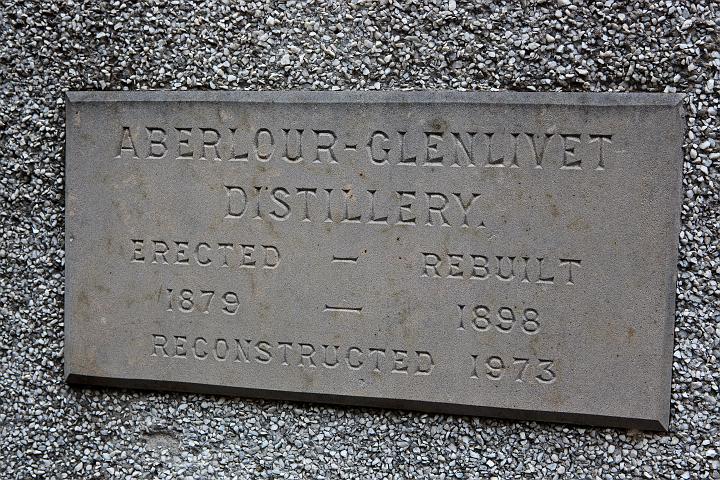 ABERLOUR-GLENLIVET
DISTILLERY.
ERECTED — REBUILT
1879 — 1898
RECONSTRUCTED 1973